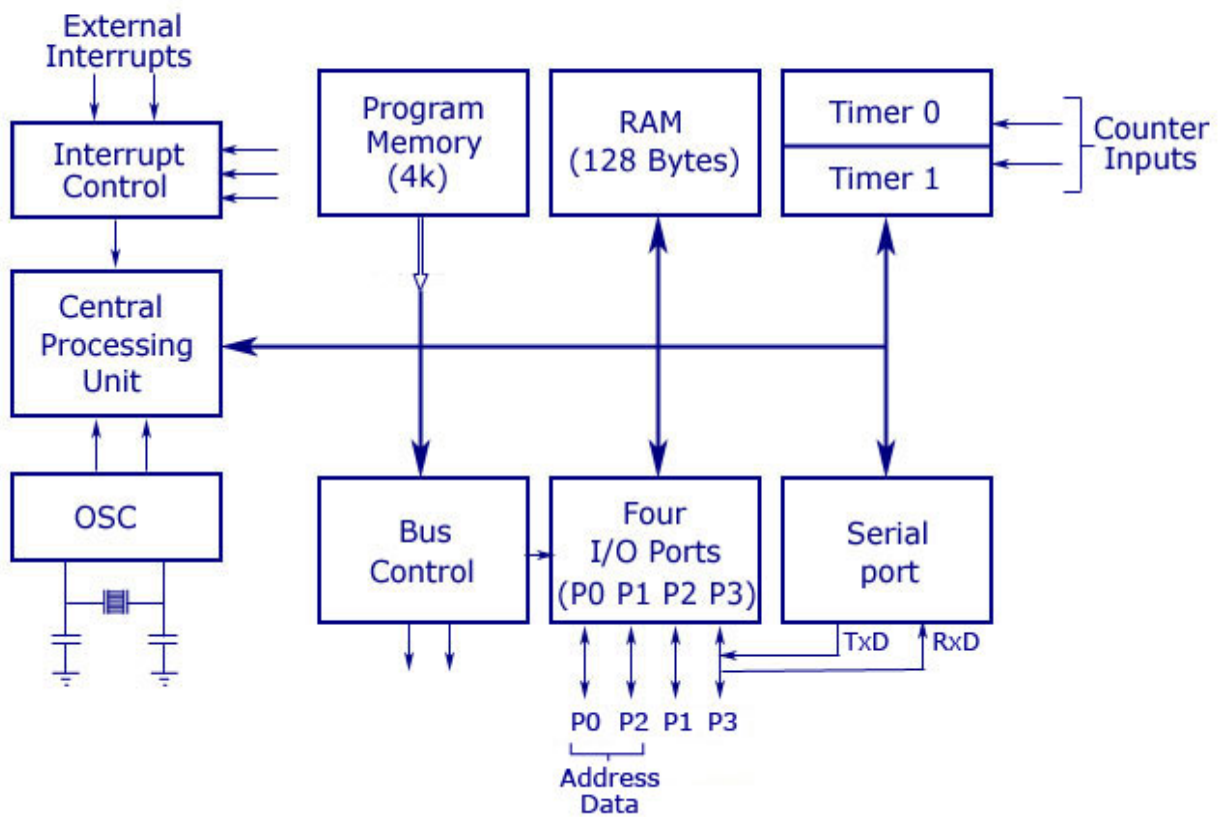 External
Interrupts
Interrupt
Control
Program
Memory
(4k)
RAM
(128 Bytes)
Timer 0
Timer 1
Counter
Inputs
Central
Processing
Unit
OSC
Bus
Control
Four
I/O Ports
(P0 P1 P2 P3)
Serial
port
TxD
RxD
P0 P2 P1 P3
Address
Data